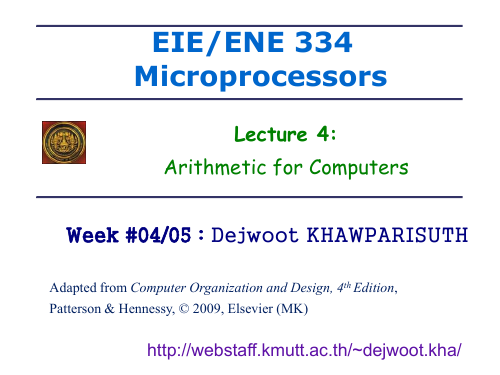 EIE/ENE 334
Microprocessors
Lecture 4:
Arithmetic for Computers
Week #04/05 : Dejwoot KHAWPARISUTH
Adapted from Computer Organization and Design, 4th Edition,
Patterson & Hennessy, © 2009, Elsevier (MK)
http://webstaff.kmutt.ac.th/~dejwoot.kha/